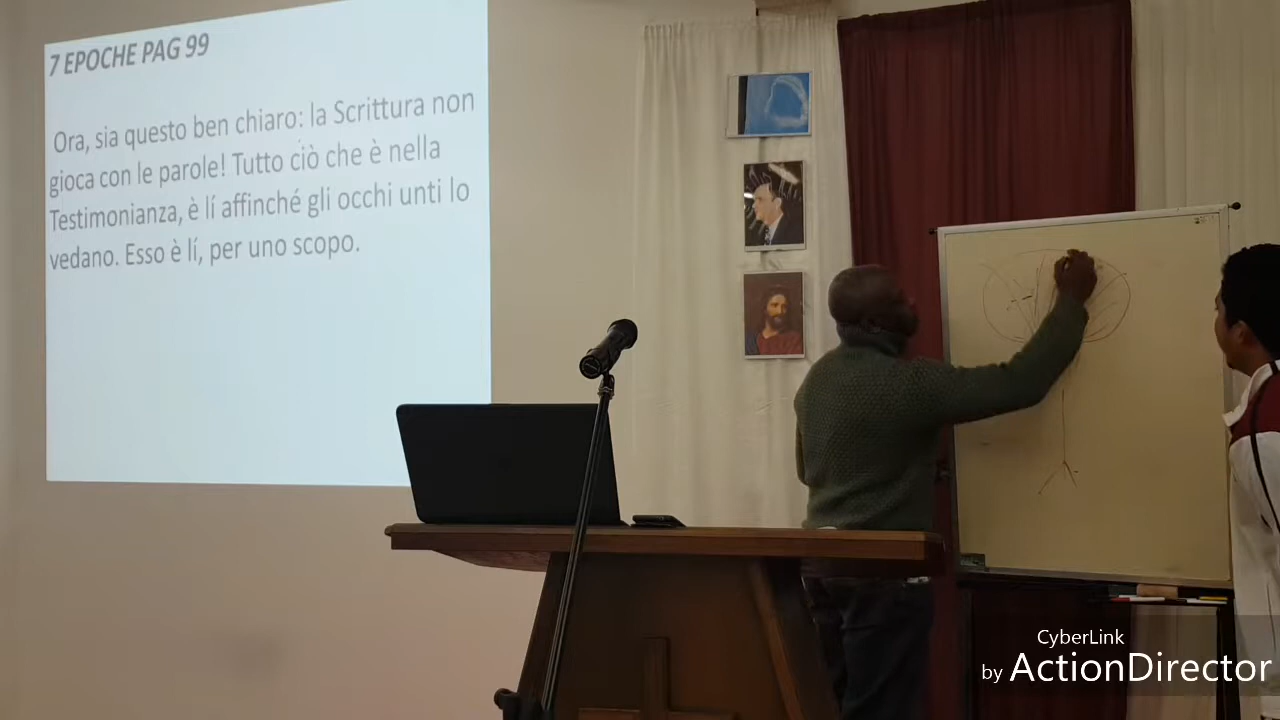 7 EPOCHE PAG 99
Ora, sia questo ben chiaro: la Scrittura non
gioca con le parole! Tutto ciò che è nella
Testimonianza, è lí affinché gli occhi unti lo
vedano. Esso è lí, per uno scopo.
CyberLink
by ActionDirector